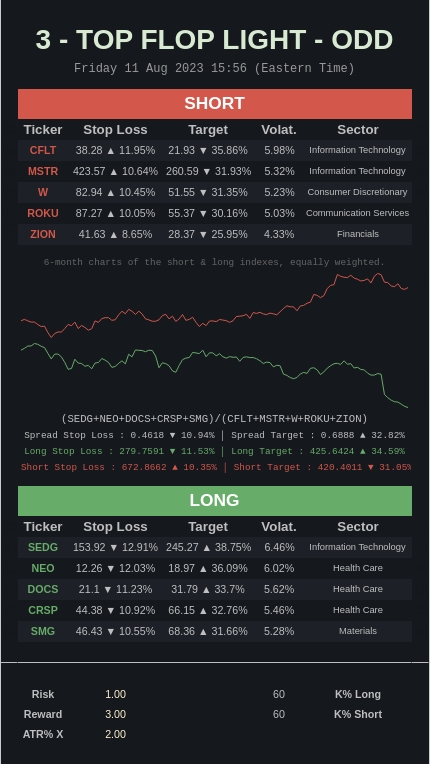 3 - TOP FLOP LIGHT - ODD
Friday 11 Aug 2023 15:56 (Eastern Time)
SHORT
Ticker Stop Loss Target Volat. Sector
CFLT 38.28 ▲ 11.95% 21.93 ▼ 35.86% 5.98% Information Technology
MSTR 423.57 ▲ 10.64% 260.59 ▼ 31.93% 5.32% Information Technology
W 82.94 ▲ 10.45% 51.55 ▼ 31.35% 5.23% Consumer Discretionary
ROKU 87.27 ▲ 10.05% 55.37 ▼ 30.16% 5.03% Communication Services
ZION 41.63 ▲ 8.65% 28.37 ▼ 25.95% 4.33% Financials
6-month charts of the short & long indexes, equally weighted.
(SEDG+NEO+DOCS+CRSP+SMG)/(CFLT+MSTR+W+ROKU+ZION)
Spread Stop Loss : 0.4618 ▼ 10.94% | Spread Target : 0.6888 ▲ 32.82%
Long Stop Loss : 279.7591 ▼ 11.53% | Long Target : 425.6424 ▲ 34.59%
Short Stop Loss : 672.8662 ▲ 10.35% | Short Target : 420.4011 ▼ 31.05%
LONG
Ticker Stop Loss Target Volat. Sector
SEDG 153.92 ▼ 12.91% 245.27 ▲ 38.75% 6.46% Information Technology
NEO 12.26 ▼ 12.03% 18.97 ▲ 36.09% 6.02% Health Care
DOCS 21.1 ▼ 11.23% 31.79 ▲ 33.7% 5.62% Health Care
CRSP 44.38 ▼ 10.92% 66.15 ▲ 32.76% 5.46% Health Care
SMG 46.43 ▼ 10.55% 68.36 ▲ 31.66% 5.28% Materials
Risk 1.00 60 K% Long
Reward 3.00 60 K% Short
ATR% X 2.00